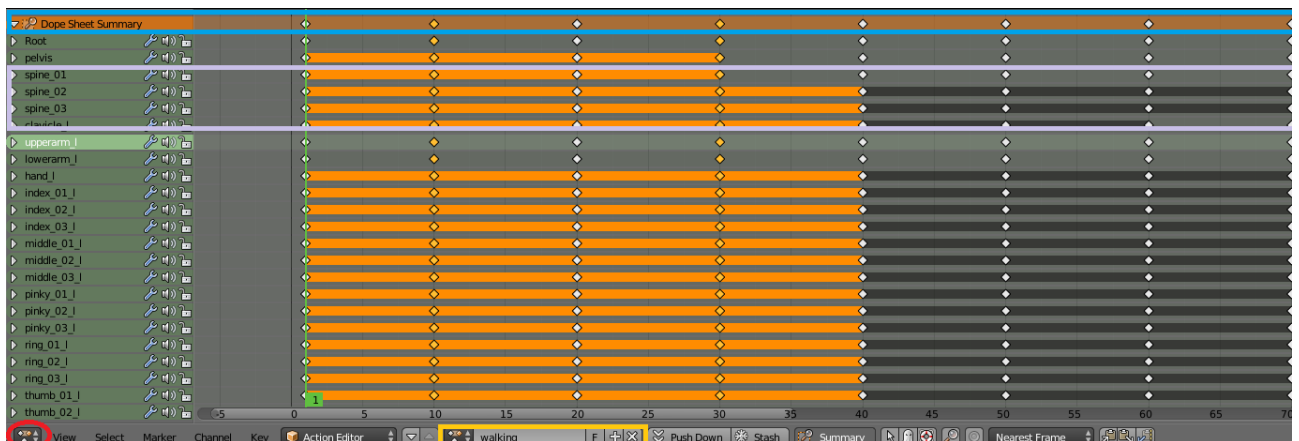 Dope Sheet Summary
Root
pelvis
spine_01
spine_02
spine_03
clavicle_l
upperarm_l
lowerarm_l
hand_l
index_01_l
index_02_l
index_03_l
middle_01_l
middle_02_l
middle_03_l
pinky_01_l
pinky_02_l
pinky_03_l
ring_01_l
ring_02_l
ring_03_l
thumb_01_l
1
thumb_02_l -5 0 5 10 15 20 25 30 35 40 45 50 55 60 65 70
View Select Marker Channel Key Action Editor walking F Push Down Stash Summary Nearest Frame